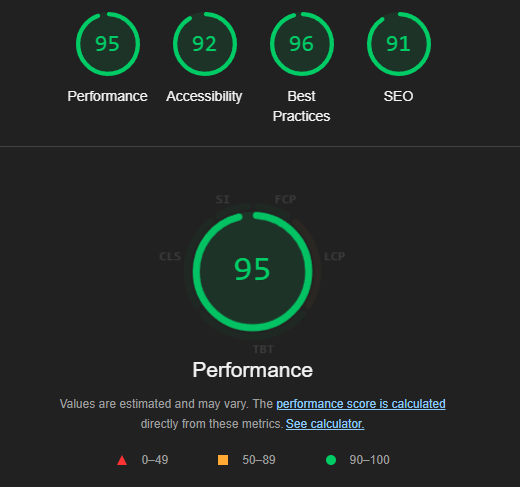 95
92
96
91
Performance
Accessibility
Best
Practices
SEO
SI
FCP
CLS
95
LCP
TBT
Performance
Values are estimated and may vary. The performance score is calculated
directly from these metrics. See calculator.
0–49
50–89
90–100